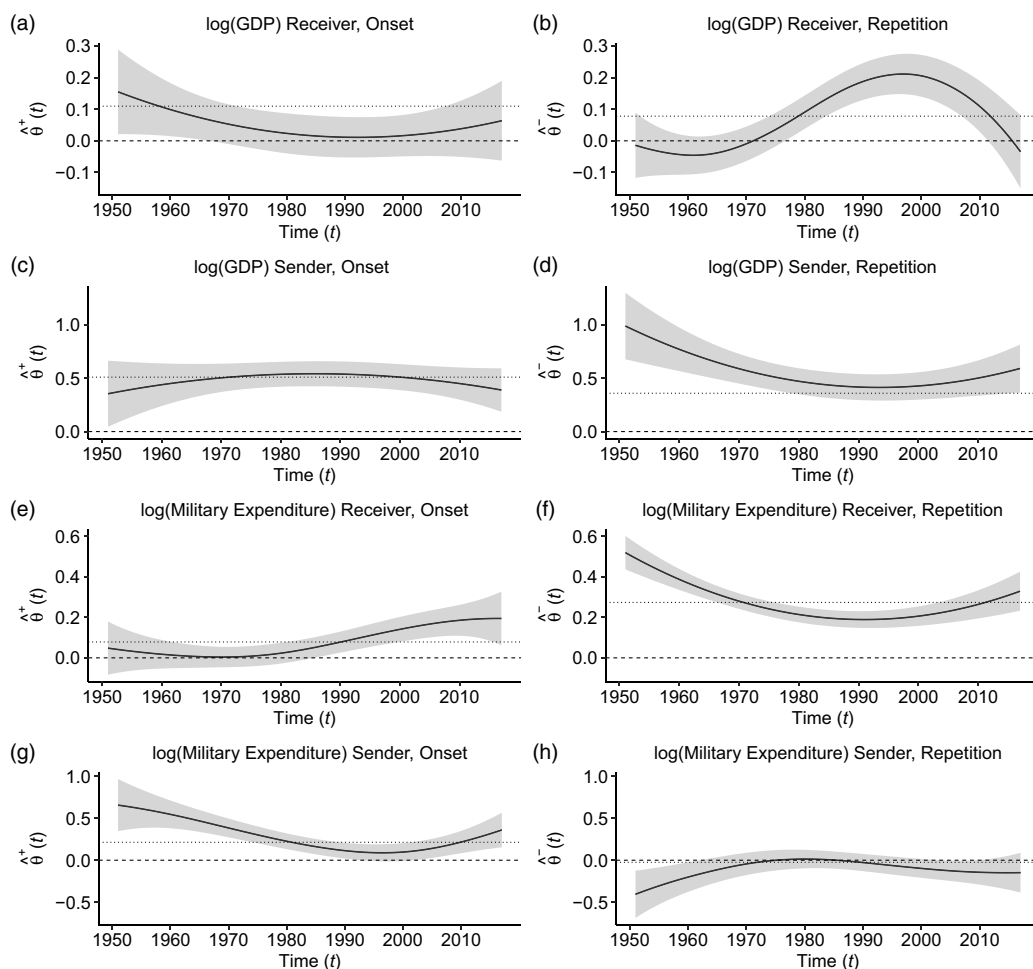 (a) log(GDP) Receiver, Onset
0.3
0.2
0.1
0.0
−0.1
θ̂⁺(t)
1950 1960 1970 1980 1990 2000 2010
Time (t)
(b) log(GDP) Receiver, Repetition
0.3
0.2
0.1
0.0
−0.1
θ̂⁻(t)
1950 1960 1970 1980 1990 2000 2010
Time (t)
(c) log(GDP) Sender, Onset
1.0
0.5
0.0
θ̂⁺(t)
1950 1960 1970 1980 1990 2000 2010
Time (t)
(d) log(GDP) Sender, Repetition
1.0
0.5
0.0
θ̂⁻(t)
1950 1960 1970 1980 1990 2000 2010
Time (t)
(e) log(Military Expenditure) Receiver, Onset
0.6
0.4
0.2
0.0
θ̂⁺(t)
1950 1960 1970 1980 1990 2000 2010
Time (t)
(f) log(Military Expenditure) Receiver, Repetition
0.6
0.4
0.2
0.0
θ̂⁻(t)
1950 1960 1970 1980 1990 2000 2010
Time (t)
(g) log(Military Expenditure) Sender, Onset
1.0
0.5
0.0
−0.5
θ̂⁺(t)
1950 1960 1970 1980 1990 2000 2010
Time (t)
(h) log(Military Expenditure) Sender, Repetition
1.0
0.5
0.0
−0.5
θ̂⁻(t)
1950 1960 1970 1980 1990 2000 2010
Time (t)